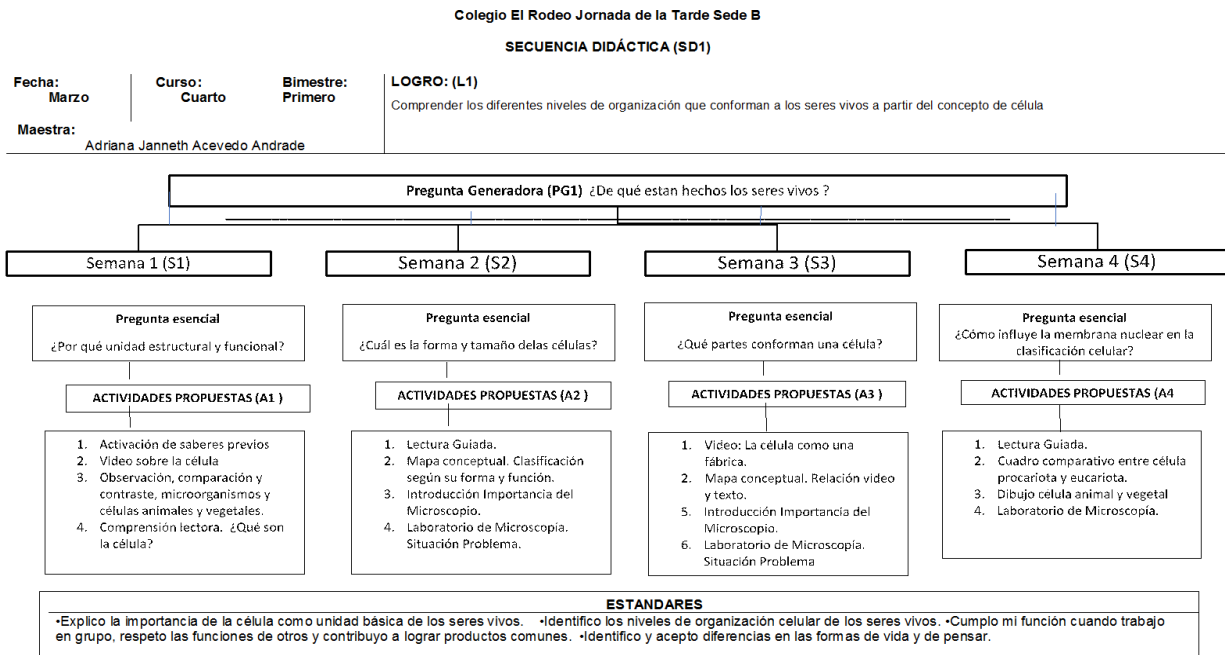 Colegio El Rodeo Jornada de la Tarde Sede B
SECUENCIA DIDÁCTICA (SD1)
Fecha:
Marzo
Curso:
Cuarto
Bimestre:
Primero
Maestra:
Adriana Janneth Acevedo Andrade
LOGRO: (L1)
Comprender los diferentes niveles de organización que conforman a los seres vivos a partir del concepto de célula
Pregunta Generadora (PG1) ¿De qué estan hechos los seres vivos ?
Semana 1 (S1)
Pregunta esencial
¿Por qué unidad estructural y funcional?
ACTIVIDADES PROPUESTAS (A1 )
1. Activación de saberes previos
2. Video sobre la célula
3. Observación, comparación y
contraste, microorganismos y
células animales y vegetales.
4. Comprensión lectora. ¿Qué son
la célula?
Semana 2 (S2)
Pregunta esencial
¿Cuál es la forma y tamaño delas células?
ACTIVIDADES PROPUESTAS (A2 )
1. Lectura Guiada.
2. Mapa conceptual. Clasificación
según su forma y función.
3. Introducción Importancia del
Microscopio.
4. Laboratorio de Microscopía.
Situación Problema.
Semana 3 (S3)
Pregunta esencial
¿Qué partes conforman una célula?
ACTIVIDADES PROPUESTAS (A3 )
1. Video: La célula como una
fábrica.
2. Mapa conceptual. Relación video
y texto.
5. Introducción Importancia del
Microscopio.
6. Laboratorio de Microscopía.
Situación Problema
Semana 4 (S4)
Pregunta esencial
¿Cómo influye la membrana nuclear en la
clasificación celular?
ACTIVIDADES PROPUESTAS (A4
1. Lectura Guiada.
2. Cuadro comparativo entre célula
procariota y eucariota.
3. Dibujo célula animal y vegetal
4. Laboratorio de Microscopía.
ESTANDARES
•Explico la importancia de la célula como unidad básica de los seres vivos. •Identifico los niveles de organización celular de los seres vivos. •Cumplo mi función cuando trabajo
en grupo, respeto las funciones de otros y contribuyo a lograr productos comunes. •Identifico y acepto diferencias en las formas de vida y de pensar.